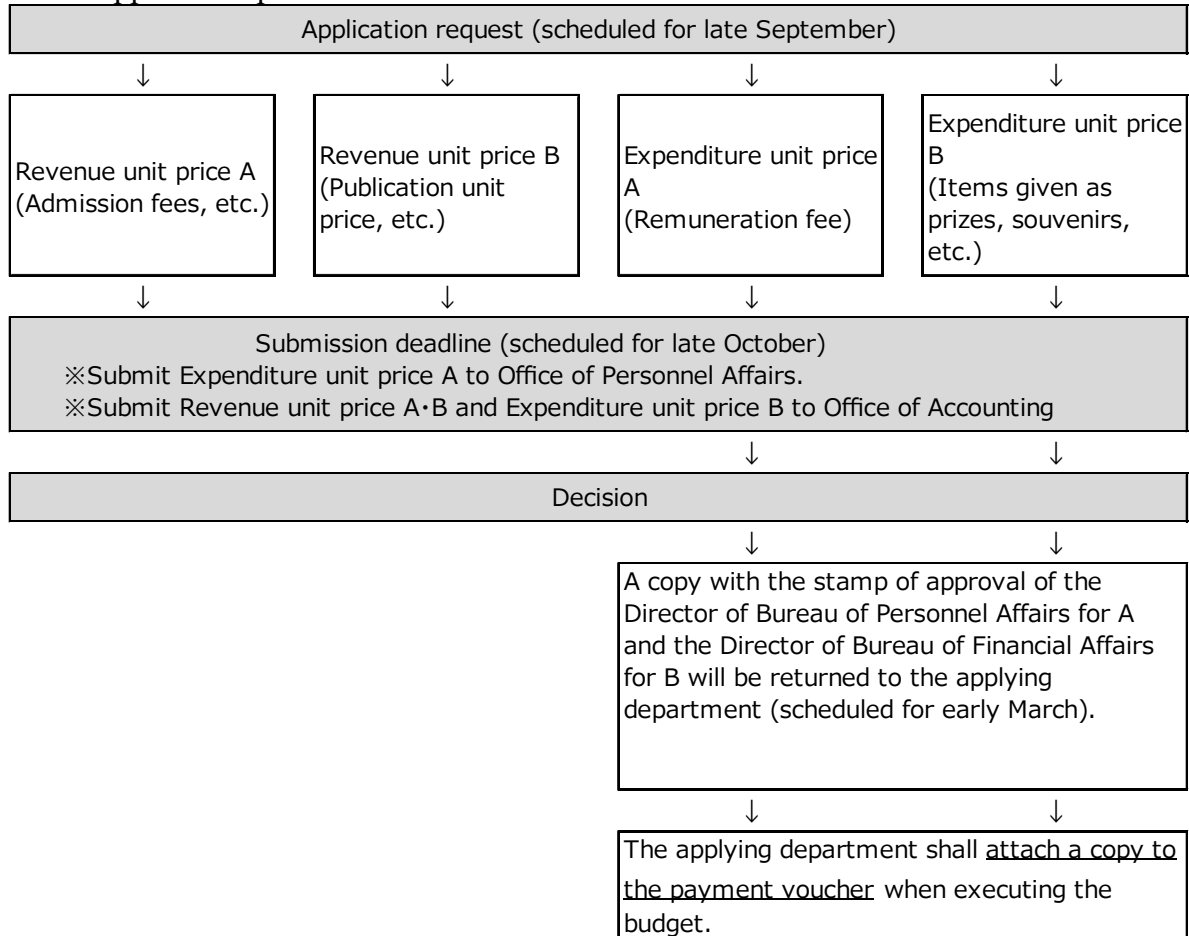 Application request (scheduled for late September)
↓ ↓ ↓ ↓
Revenue unit price A
(Admission fees, etc.)
Revenue unit price B
(Publication unit
price, etc.)
Expenditure unit price
A
(Remuneration fee)
Expenditure unit price
B
(Items given as
prizes, souvenirs,
etc.)
↓ ↓ ↓ ↓
Submission deadline (scheduled for late October)
※Submit Expenditure unit price A to Office of Personnel Affairs.
※Submit Revenue unit price A・B and Expenditure unit price B to Office of Accounting
↓ ↓
Decision
↓ ↓
A copy with the stamp of approval of the
Director of Bureau of Personnel Affairs for A
and the Director of Bureau of Financial Affairs
for B will be returned to the applying
department (scheduled for early March).
↓ ↓
The applying department shall attach a copy to
the payment voucher when executing the
budget.